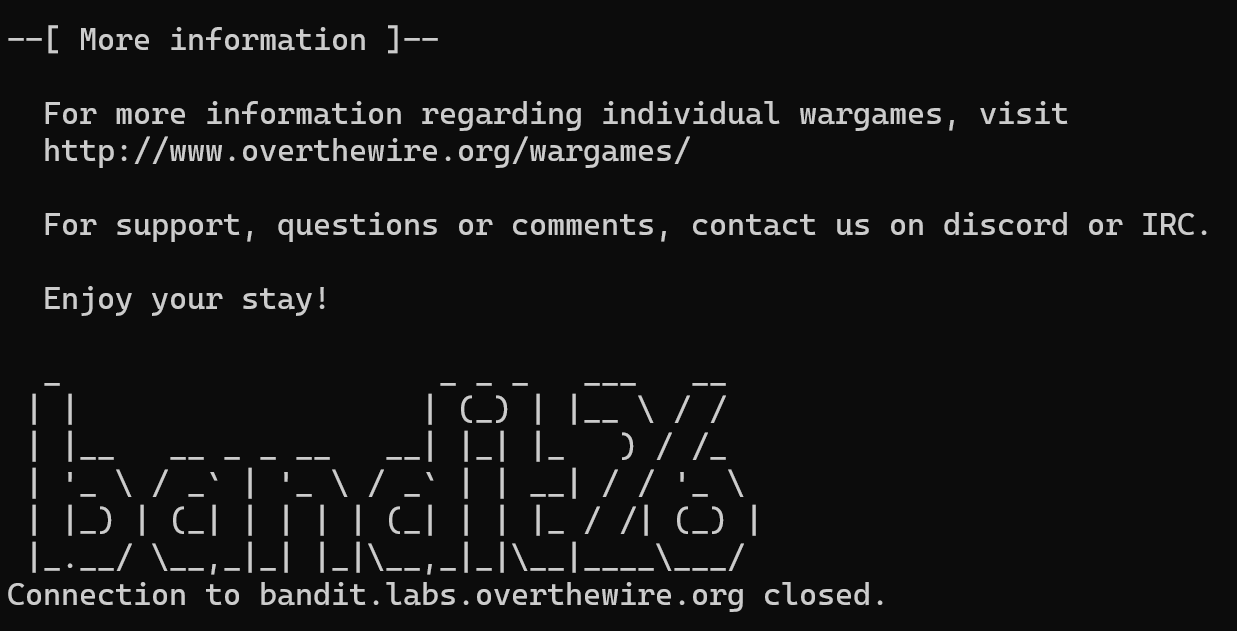 --[ More information ]--
For more information regarding individual wargames, visit
http://www.overthewire.org/wargames/
For support, questions or comments, contact us on discord or IRC.
Enjoy your stay!
bandit26
Connection to bandit.labs.overthewire.org closed.